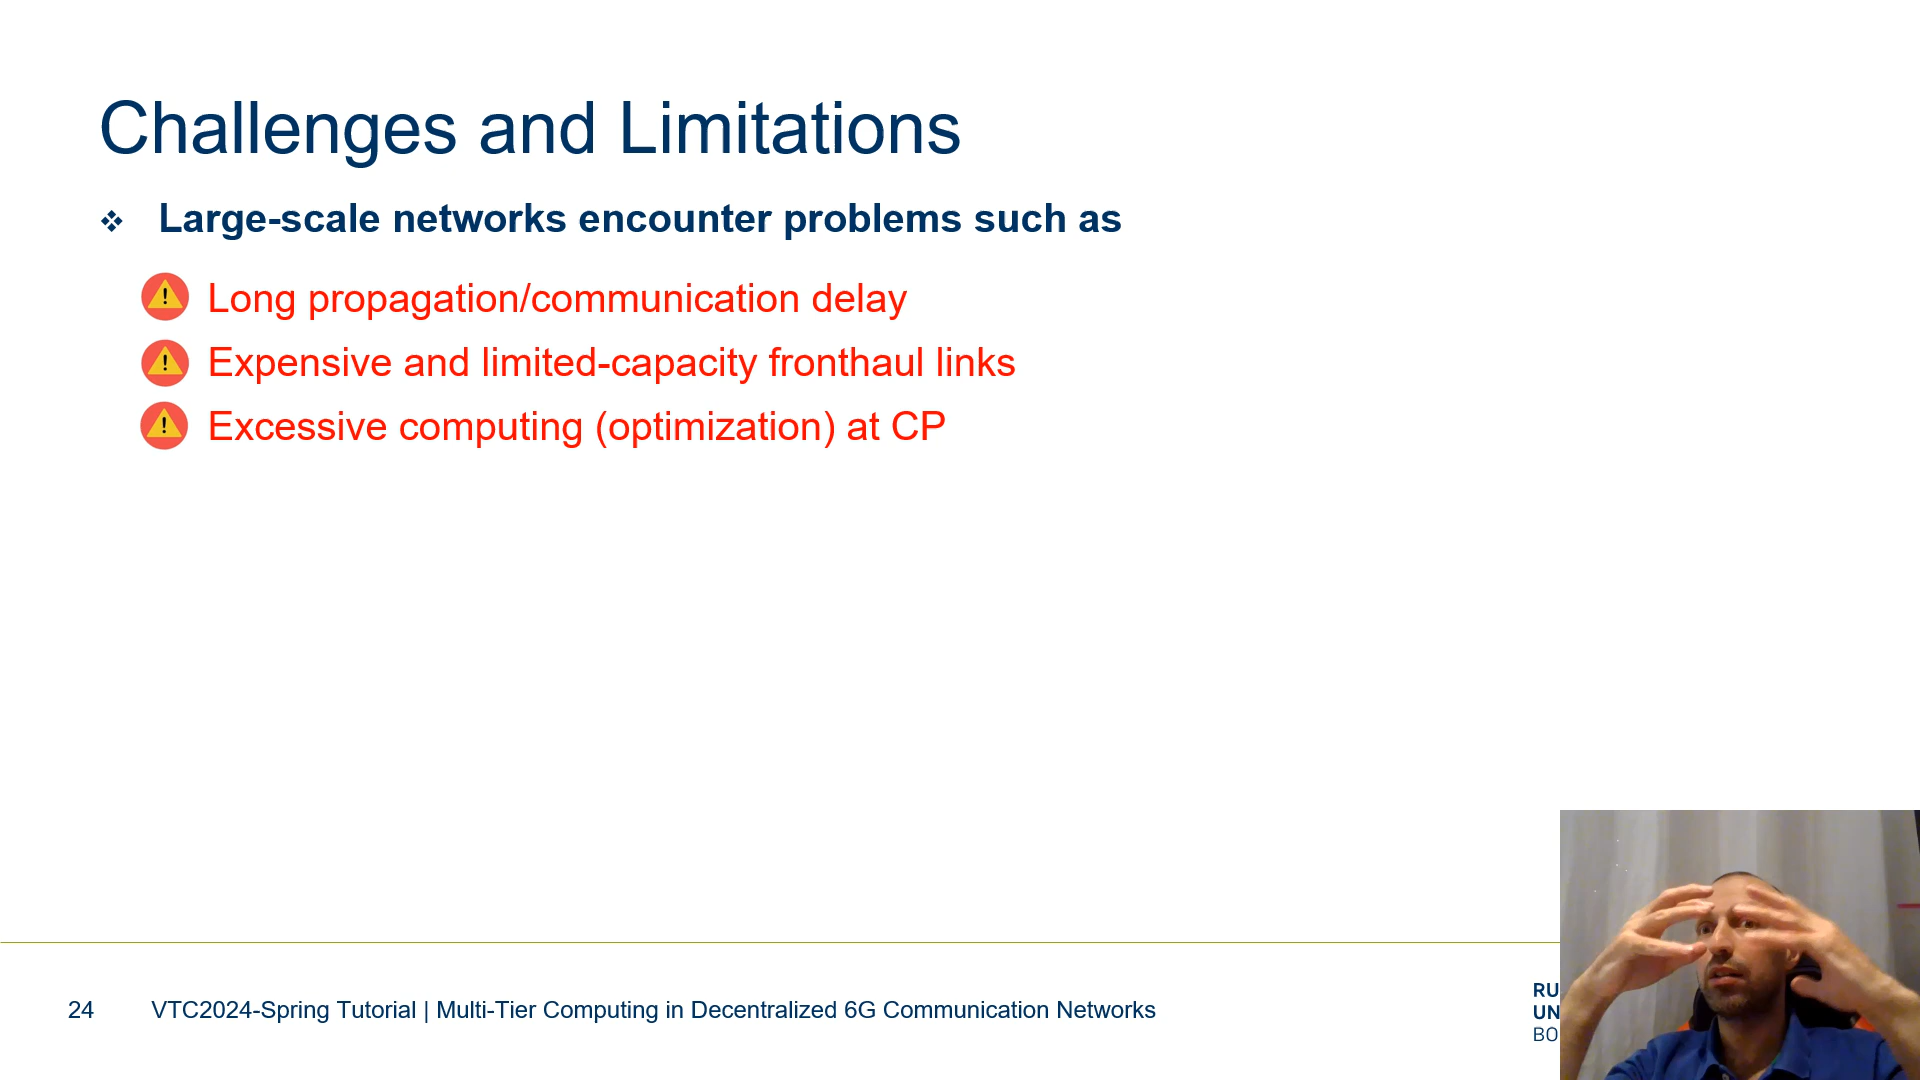 Challenges and Limitations
❖ Large-scale networks encounter problems such as
Long propagation/communication delay
Expensive and limited-capacity fronthaul links
Excessive computing (optimization) at CP
24 VTC2024-Spring Tutorial | Multi-Tier Computing in Decentralized 6G Communication Networks
RU
UN
BO